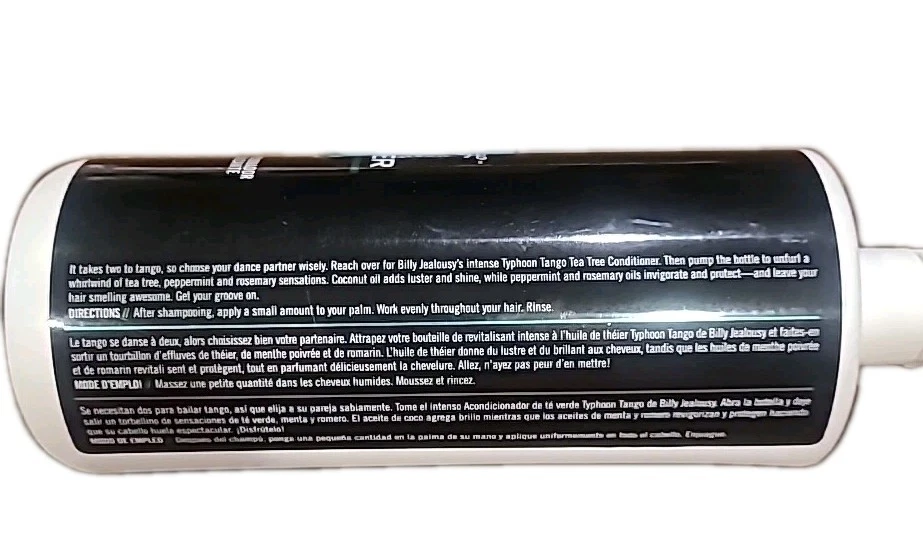 It takes two to tango, so choose your dance partner wisely. Reach over for Billy Jealousy's intense Typhoon Tango Tea Tree Conditioner. Then pump the bottle to unfurl a
whirlwind of tea tree, peppermint and rosemary sensations. Coconut oil adds luster and shine, while peppermint and rosemary oils invigorate and protect—and leave your
hair smelling awesome. Get your groove on.
DIRECTIONS // After shampooing, apply a small amount to your palm. Work evenly throughout your hair. Rinse.
Le tango se danse à deux, alors choisissez bien votre partenaire. Attrapez votre bouteille de revitalisant intense à l'huile de théier Typhoon Tango de Billy Jealousy et faites-en
sortir un tourbillon d'effluves de théier, de menthe poivrée et de romarin. L'huile de théier donne du lustre et du brillant aux cheveux, tandis que les huiles de menthe poivrée
et de romarin revitali sent et protègent, tout en parfumant délicieusement la chevelure. Allez, n'ayez pas peur d'en mettre!
MODE D'EMPLOI // Massez une petite quantité dans les cheveux humides. Moussez et rincez.
Se necesitan dos para bailar tango, así que elija a su pareja sabiamente. Tome el intenso Acondicionador de té verde Typhoon Tango de Billy Jealousy. Abra la botella y deje
salir un torbellino de sensaciones de té verde, menta y romero. El aceite de coco agrega brillo mientras que los aceites de menta y romero revigorizan y protegen haciendo
que su cabello huela espectacular. ¡Disfrútelo!
MODO DE EMPLEO // Después del champú, ponga una pequeña cantidad en la palma de su mano y aplique uniformemente en todo el cabello. Enjuague.